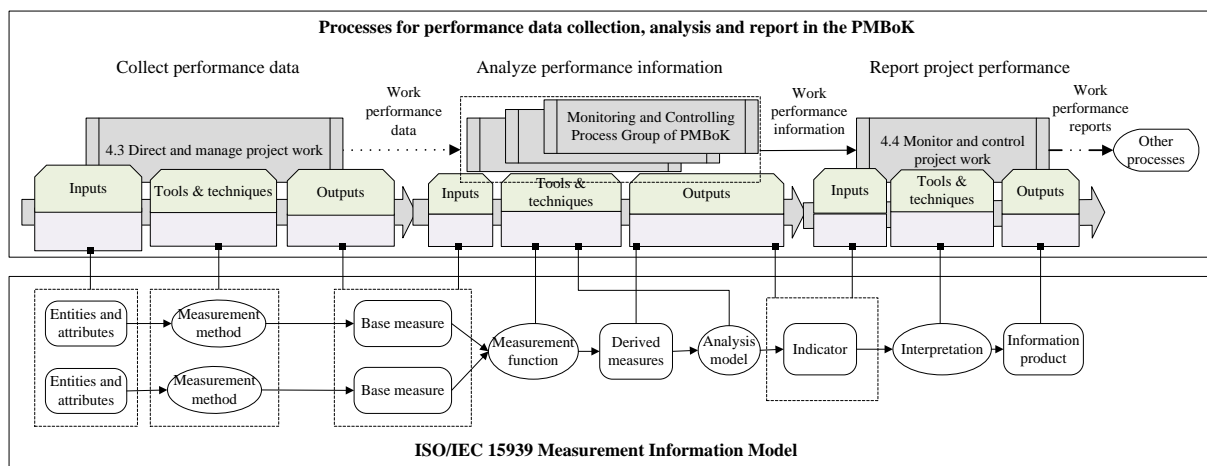 Processes for performance data collection, analysis and report in the PMBoK
Collect performance data
Analyze performance information
Report project performance
Work
performance
data
Work
performance
information
Work
performance
reports
4.3 Direct and manage project work
Monitoring and Controlling
Process Group of PMBoK
4.4 Monitor and control
project work
Other
processes
Inputs
Tools & techniques
Outputs
Inputs
Tools &
techniques
Outputs
Inputs
Tools &
techniques
Output
Entities and
attributes
Measurement
method
Base measure
Entities and
attributes
Measurement
method
Base measure
Measurement
function
Derived
measures
Analysis
model
Indicator
Interpretation
Information
product
ISO/IEC 15939 Measurement Information Model